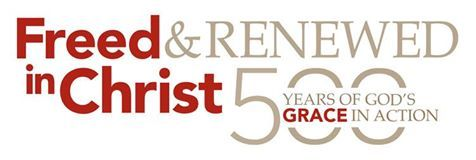 Freed & RENEWED
in Christ 500 YEARS OF GOD'S
GRACE IN ACTION